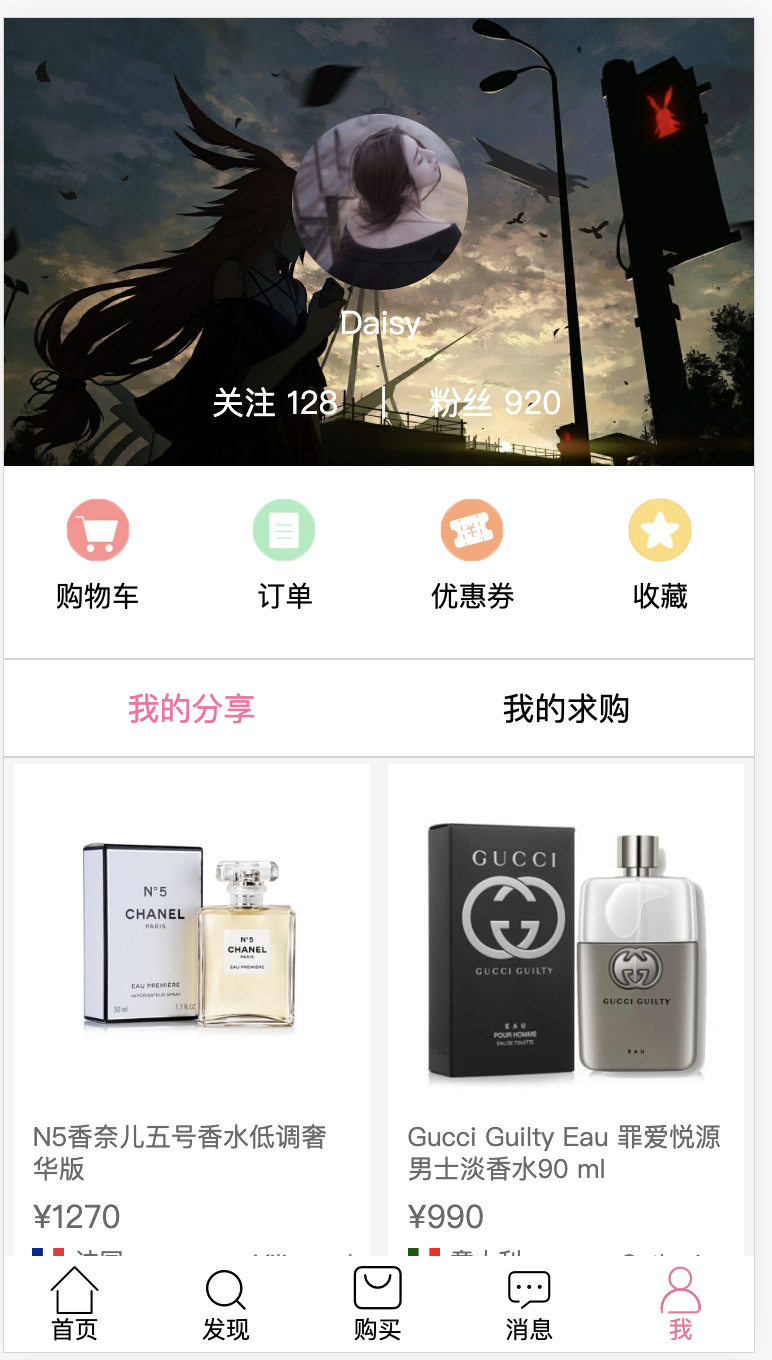 Daisy
关注 128 | 粉丝 920
购物车 订单 优惠券 收藏
我的分享 我的求购
N°5
CHANEL
PARIS
EAU PREMIÈRE
VAPORISATEUR SPRAY
50 ml 1.7 FL.OZ.
N°5
CHANEL
PARIS
EAU PREMIÈRE
GUCCI
GUCCI GUILTY
EAU
POUR HOMME
EAU DE TOILETTE
GUCCI GUILTY
EAU
N5香奈儿五号香水低调奢
华版
¥1270
Gucci Guilty Eau 罪爱悦源
男士淡香水90 ml
¥990
首页 发现 购买 消息 我